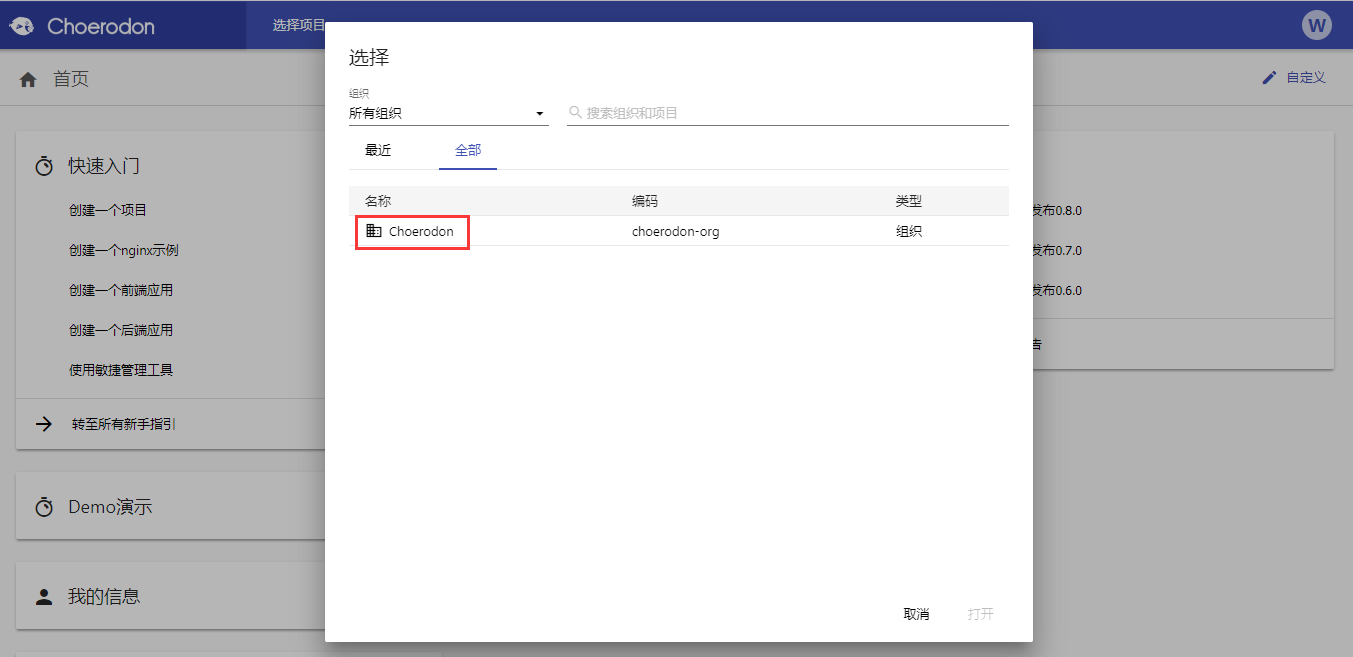 Choerodon
选择项目
W
首页
自定义
快速入门
创建一个项目
创建一个nginx示例
创建一个前端应用
创建一个后端应用
使用敏捷管理工具
转至所有新手指引
Demo演示
我的信息
选择
组织
所有组织
搜索组织和项目
最近
全部
名称 编码 类型
Choerodon choerodon-org 组织
取消 打开
发布0.8.0
发布0.7.0
发布0.6.0
告